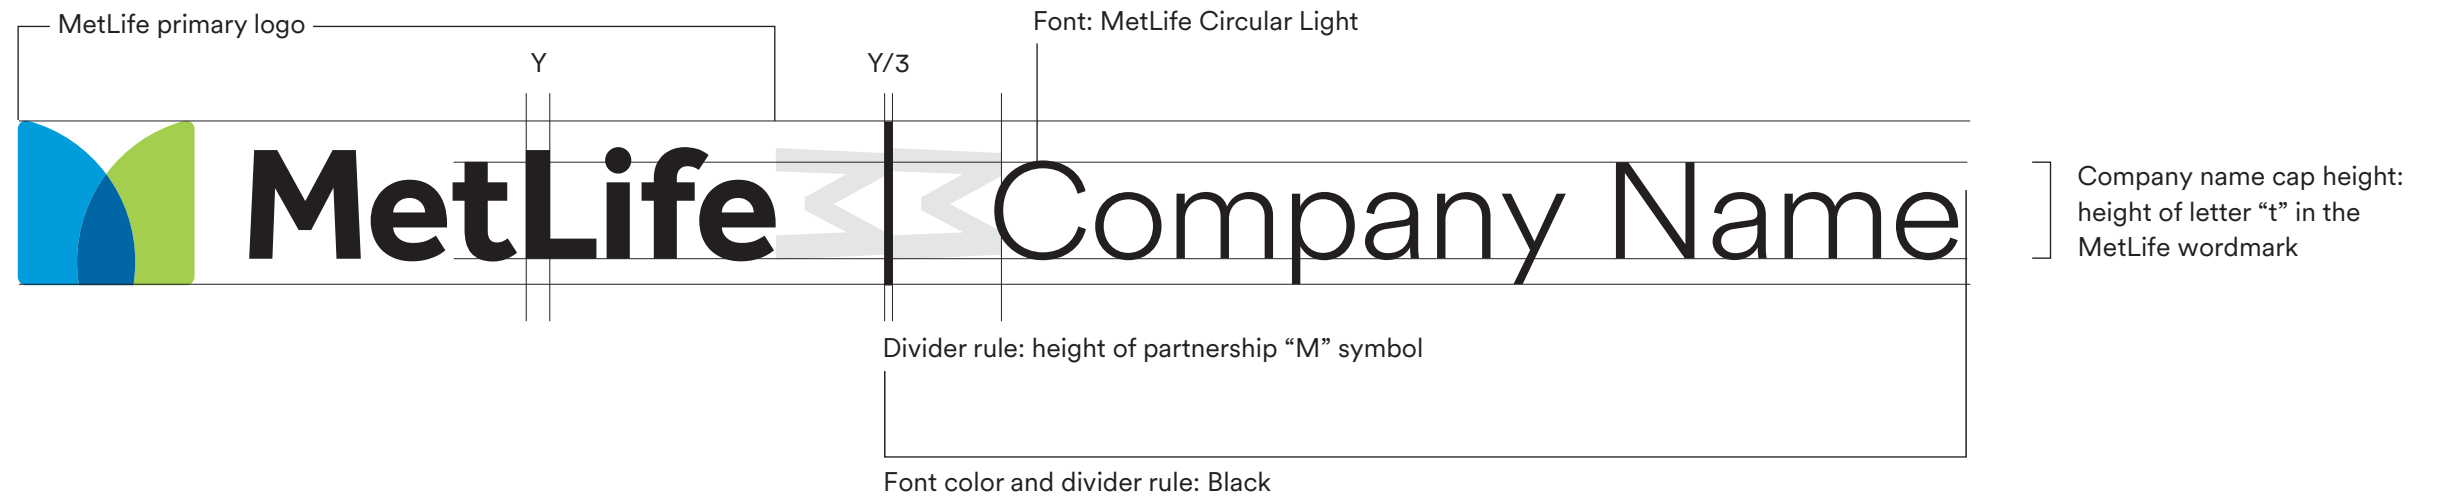 MetLife primary logo
Font: MetLife Circular Light
Y
Y/3
MetLife
Company Name
Company name cap height:
height of letter “t” in the
MetLife wordmark
Divider rule: height of partnership “M” symbol
Font color and divider rule: Black